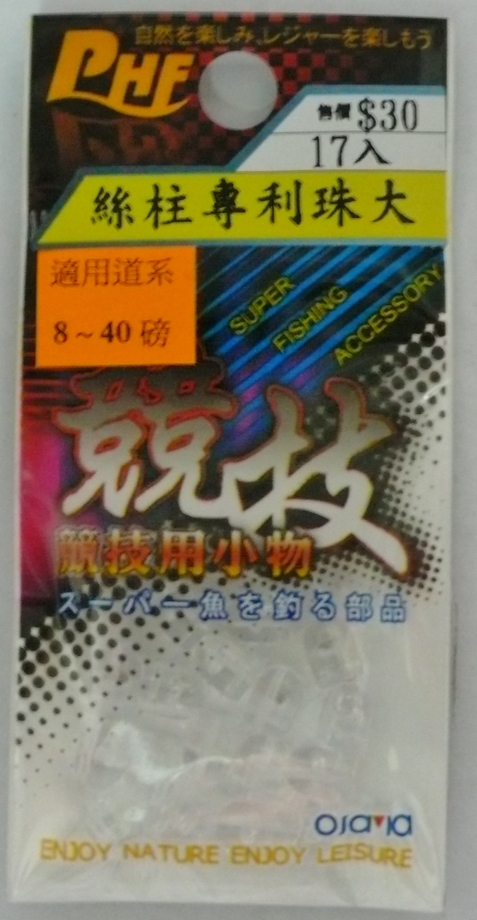 PHF
自然を楽しみ、レジャーを楽しもう
售價 $30
17入
絲柱專利珠大
適用道系
8～40磅
SUPER
FISHING
ACCESSORY
競技
競技用小物
スーパー魚を釣る部品
ENJOY NATURE ENJOY LEISURE